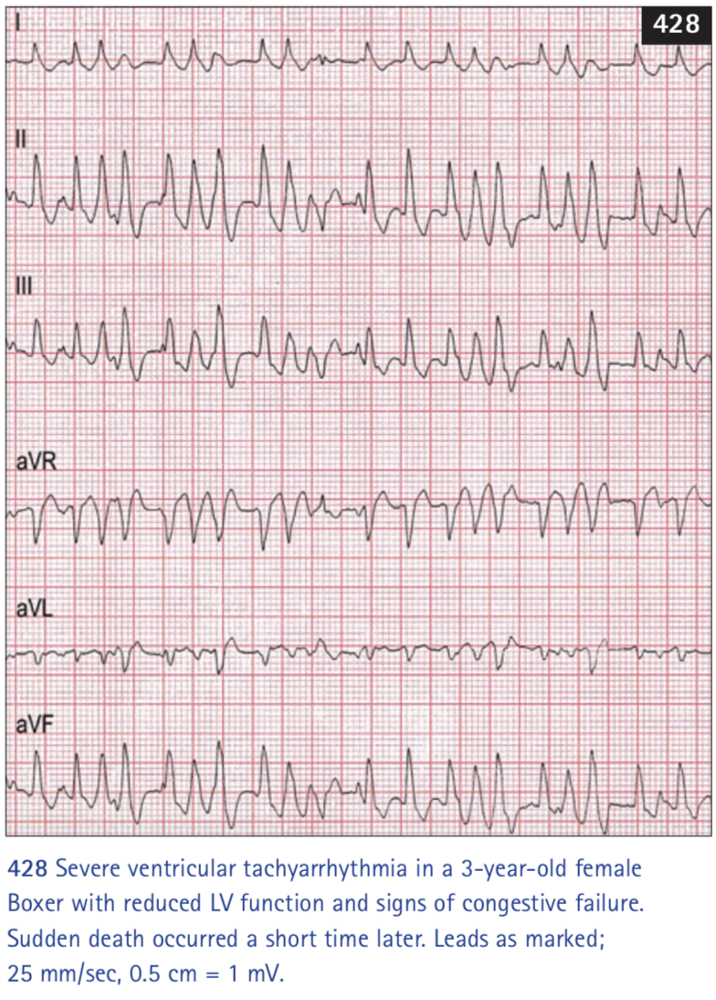 I
428
II
III
aVR
aVL
aVF
428 Severe ventricular tachyarrhythmia in a 3-year-old female
Boxer with reduced LV function and signs of congestive failure.
Sudden death occurred a short time later. Leads as marked;
25 mm/sec, 0.5 cm = 1 mV.